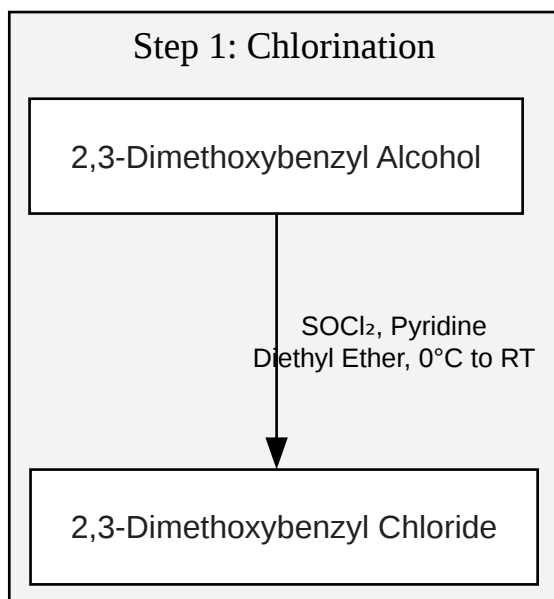 Step 1: Chlorination
2,3-Dimethoxybenzyl Alcohol
SOCl₂, Pyridine
Diethyl Ether, 0°C to RT
2,3-Dimethoxybenzyl Chloride